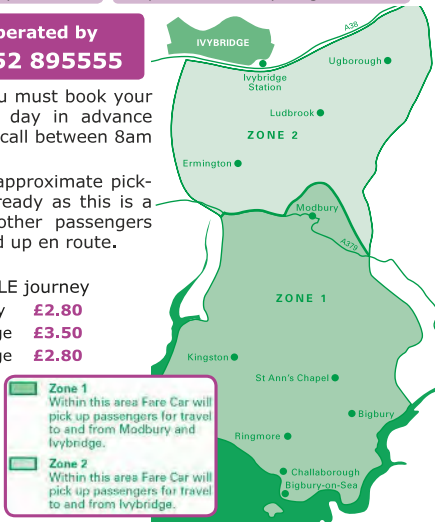 erated by
52 895555
u must book your
day in advance
call between 8am
approximate pick-
ready as this is a
other passengers
d up en route.
LE journey
y £2.80
ge £3.50
ge £2.80
Zone 1
Within this area Fare Car will
pick up passengers for travel
to and from Modbury and
Ivybridge.
Zone 2
Within this area Fare Car will
pick up passengers for travel
to and from Ivybridge.
IVYBRIDGE
A38
Ivybridge
Station
Ugborough
Ludbrook
ZONE 2
Ermington
Modbury
A379
ZONE 1
Kingston
St Ann's Chapel
Bigbury
Ringmore
Challaborough
Bigbury-on-Sea